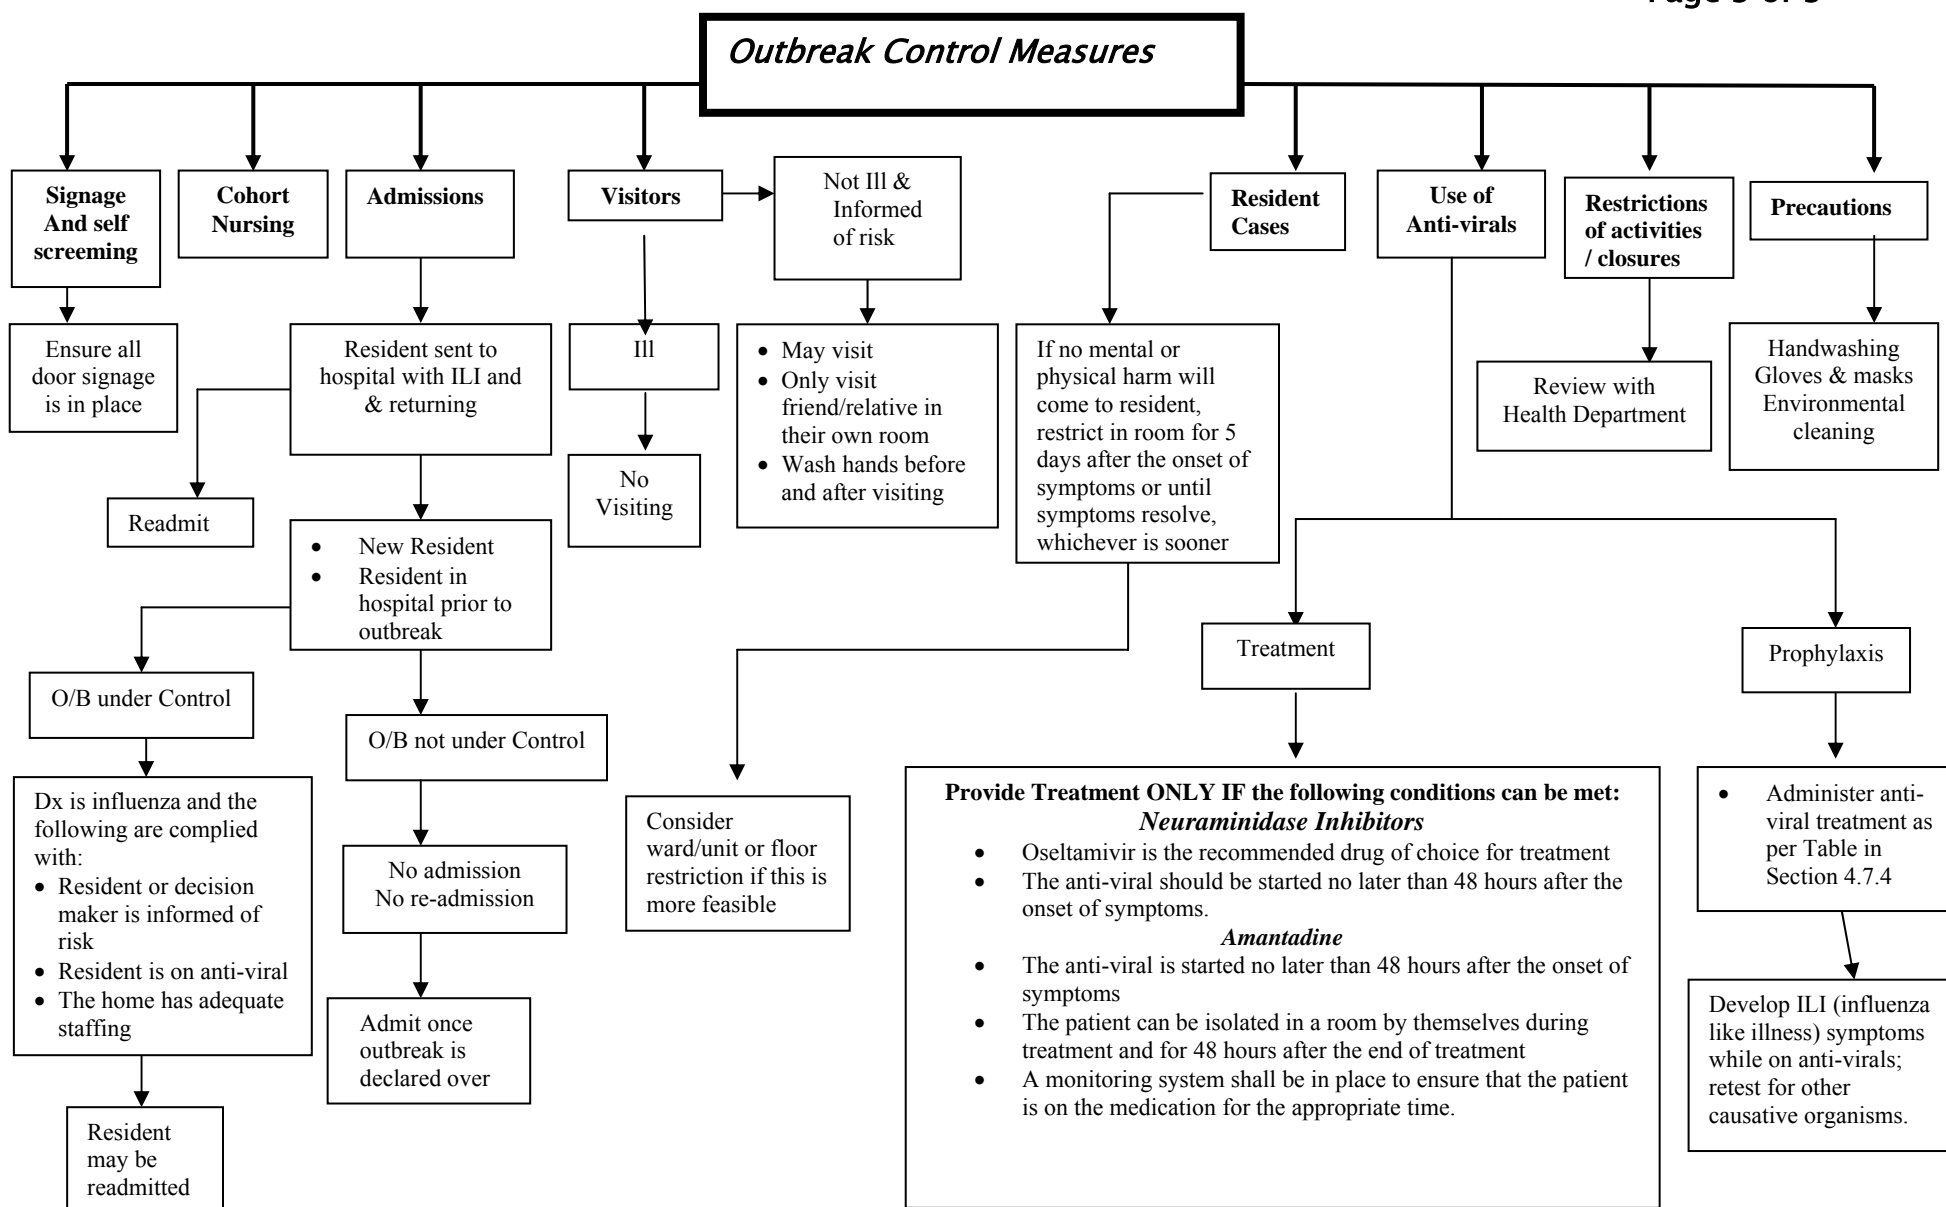 Page 3 of 3
Outbreak Control Measures
Signage
And self
screeming
Cohort
Nursing
Admissions
Visitors
Not Ill &
Informed
of risk
Resident
Cases
Use of
Anti-virals
Restrictions
of activities
/ closures
Precautions
Ensure all
door signage
is in place
Resident sent to
hospital with ILI and
& returning
Ill
• May visit
• Only visit
friend/relative in
their own room
• Wash hands before
and after visiting
If no mental or
physical harm will
come to resident,
restrict in room for 5
days after the onset of
symptoms or until
symptoms resolve,
whichever is sooner
Review with
Health Department
Handwashing
Gloves & masks
Environmental
cleaning
Readmit
No
Visiting
• New Resident
• Resident in
hospital prior to
outbreak
Treatment
Prophylaxis
O/B under Control
O/B not under Control
Dx is influenza and the
following are complied
with:
• Resident or decision
maker is informed of
risk
• Resident is on anti-viral
• The home has adequate
staffing
No admission
No re-admission
Consider
ward/unit or floor
restriction if this is
more feasible
Provide Treatment ONLY IF the following conditions can be met:
Neuraminidase Inhibitors
• Oseltamivir is the recommended drug of choice for treatment
• The anti-viral should be started no later than 48 hours after the
onset of symptoms.
Amantadine
• The anti-viral is started no later than 48 hours after the onset of
symptoms
• The patient can be isolated in a room by themselves during
treatment and for 48 hours after the end of treatment
• A monitoring system shall be in place to ensure that the patient
is on the medication for the appropriate time.
• Administer anti-
viral treatment as
per Table in
Section 4.7.4
Admit once
outbreak is
declared over
Develop ILI (influenza
like illness) symptoms
while on anti-virals;
retest for other
causative organisms.
Resident
may be
readmitted